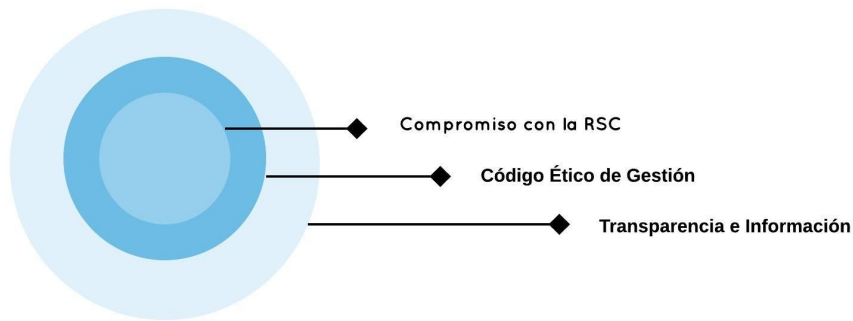 Compromiso con la RSC
Código Ético de Gestión
Transparencia e Información